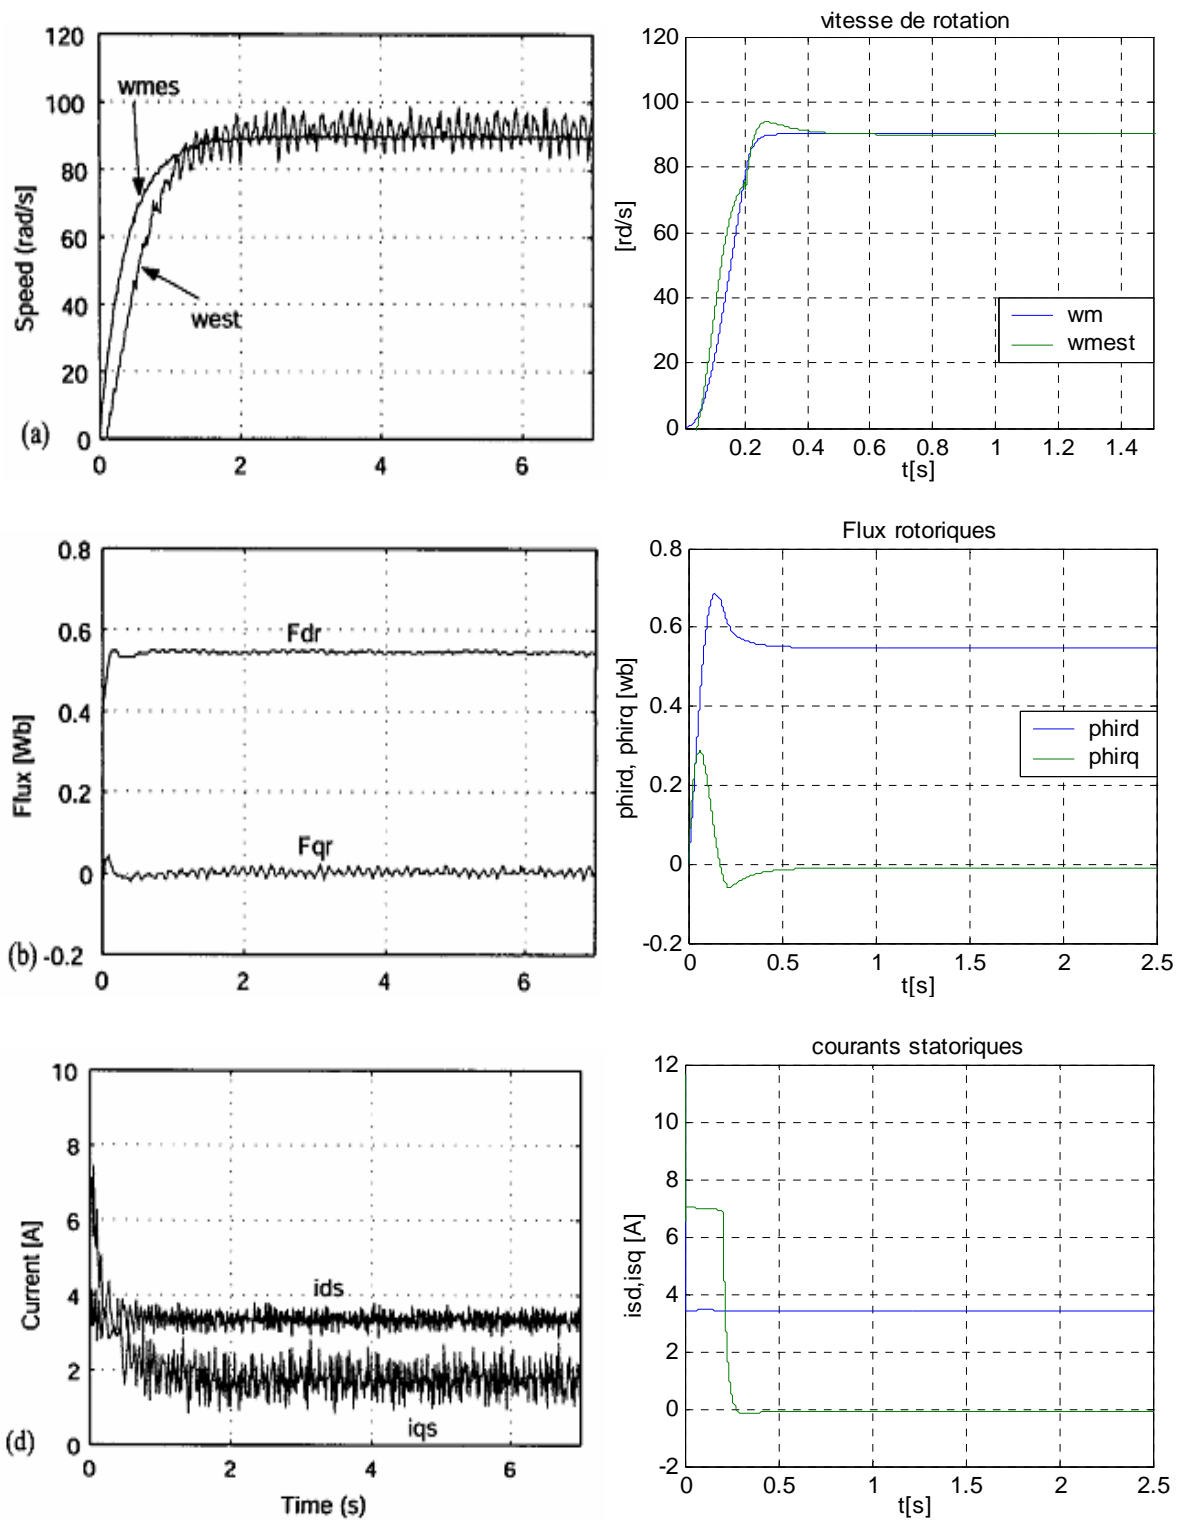 120
100
80
60
40
20
0
0
2
4
6
Speed (rad/s)
wmes
west
(a)
vitesse de rotation
120
100
80
60
40
20
0
0.2
0.4
0.6
0.8
1
1.2
1.4
[rd/s]
t[s]
wm
wmest
0.8
0.6
0.4
0.2
0
-0.2
0
2
4
6
Flux [Wb]
Fdr
Fqr
(b)
Flux rotoriques
0.8
0.6
0.4
0.2
0
-0.2
0
0.5
1
1.5
2
2.5
phird, phirq [wb]
t[s]
phird
phirq
10
8
6
4
2
0
0
2
4
6
Current [A]
ids
iqs
(d)
Time (s)
courants statoriques
12
10
8
6
4
2
0
-2
0
0.5
1
1.5
2
2.5
isd,isq [A]
t[s]